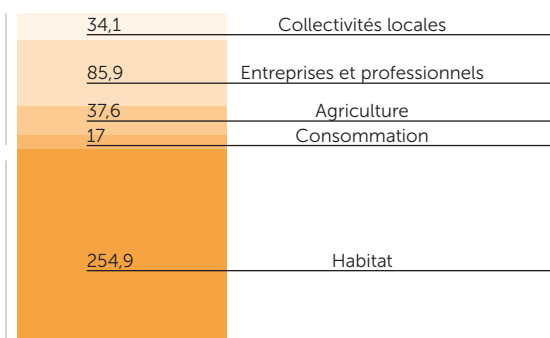 34,1 Collectivités locales
85,9 Entreprises et professionnels
37,6 Agriculture
17 Consommation
254,9 Habitat